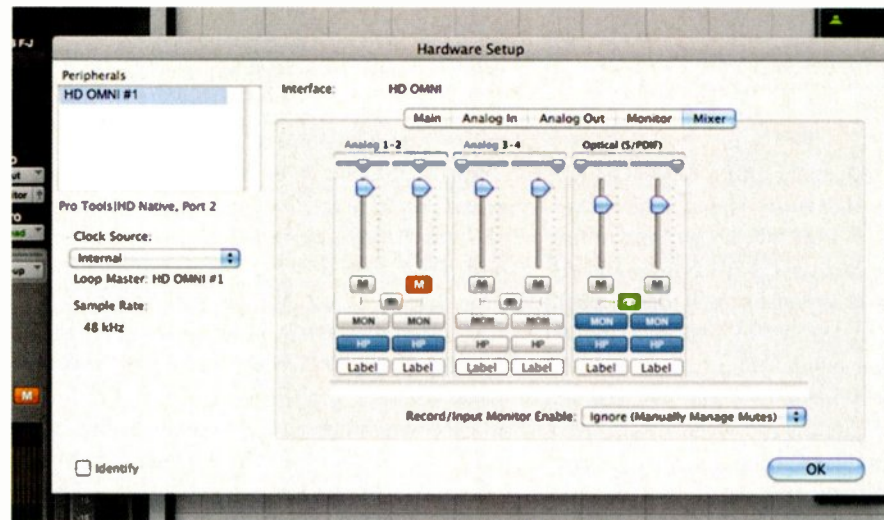 Hardware Setup
Peripherals
HD OMNI #1
Interface: HD OMNI
Main Analog In Analog Out Monitor Mixer
Analog 1-2 Analog 3-4 Optical (S/PDIF)
Pro Tools|HD Native, Port 2
Clock Source:
Internal
Loop Master: HD OMNI #1
Sample Rate:
48 kHz
M M M M M M
MON MON MON MON MON MON
HP HP HP HP HP HP
Label Label Label Label Label Label
M
Record/Input Monitor Enable: Ignore (Manually Manage Mutes)
Identify
OK